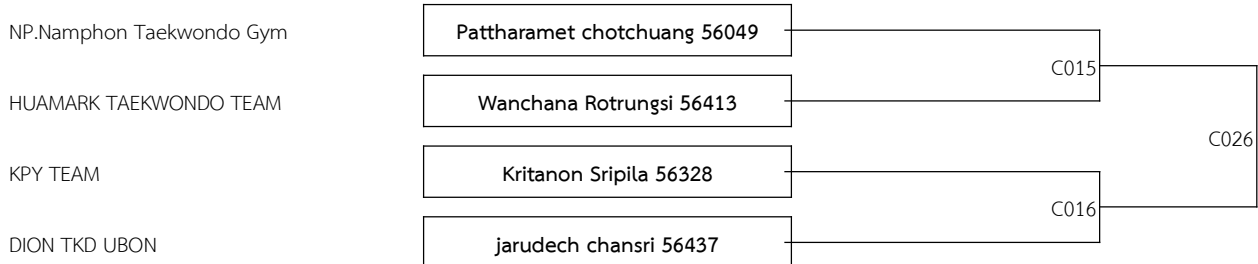 NP.Namphon Taekwondo Gym
Pattharamet chotchuang 56049
C015
HUAMARK TAEKWONDO TEAM
Wanchana Rotrungsi 56413
C026
KPY TEAM
Kritanon Sripila 56328
C016
DION TKD UBON
jarudech chansri 56437